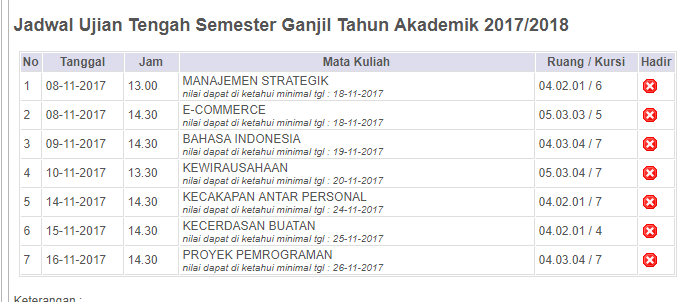 Jadwal Ujian Tengah Semester Ganjil Tahun Akademik 2017/2018
No Tanggal Jam Mata Kuliah Ruang / Kursi Hadir
1 08-11-2017 13.00 MANAJEMEN STRATEGIK 04.02.01 / 6
nilai dapat di ketahui minimal tgl : 18-11-2017
2 08-11-2017 14.30 E-COMMERCE 05.03.03 / 5
nilai dapat di ketahui minimal tgl : 18-11-2017
3 09-11-2017 14.30 BAHASA INDONESIA 04.03.04 / 7
nilai dapat di ketahui minimal tgl : 19-11-2017
4 10-11-2017 13.30 KEWIRAUSAHAAN 05.03.04 / 7
nilai dapat di ketahui minimal tgl : 20-11-2017
5 14-11-2017 14.30 KECAKAPAN ANTAR PERSONAL 04.02.01 / 7
nilai dapat di ketahui minimal tgl : 24-11-2017
6 15-11-2017 14.30 KECERDASAN BUATAN 04.02.01 / 4
nilai dapat di ketahui minimal tgl : 25-11-2017
7 16-11-2017 14.30 PROYEK PEMROGRAMAN 04.03.04 / 7
nilai dapat di ketahui minimal tgl : 26-11-2017
Keterangan :